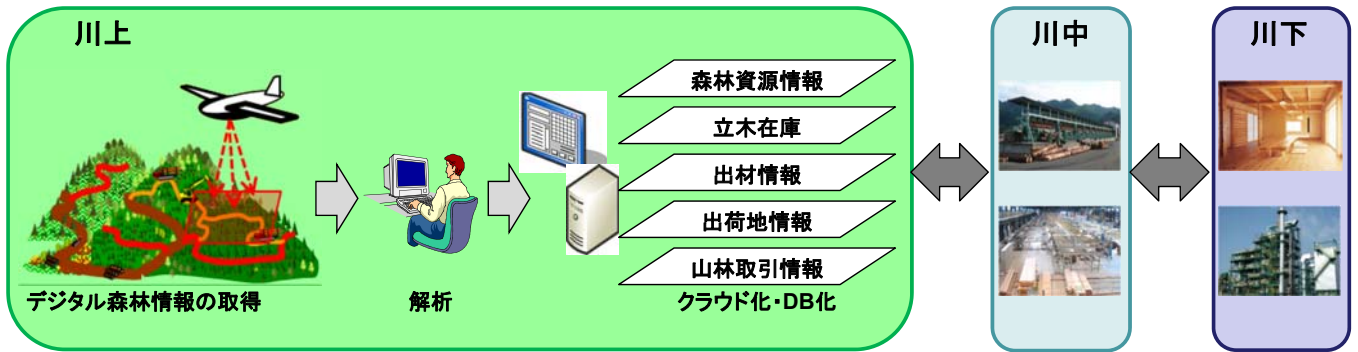 川上
川中
川下
森林資源情報
立木在庫
出材情報
出荷地情報
山林取引情報
デジタル森林情報の取得
解析
クラウド化・DB化